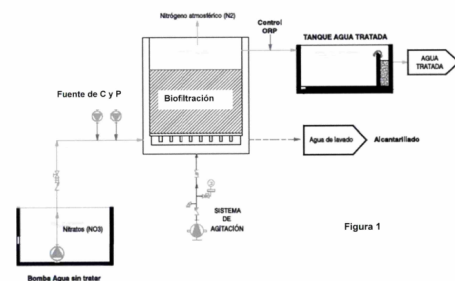 Nitrógeno atmosférico (N2)
Control
ORP
TANQUE AGUA TRATADA
AGUA
TRATADA
Fuente de C y P
Biofiltración
Agua de lavado
Alcantarillado
SISTEMA
DE
AGITACIÓN
Figura 1
Nitratos (NO3)
Bomba Agua sin tratar